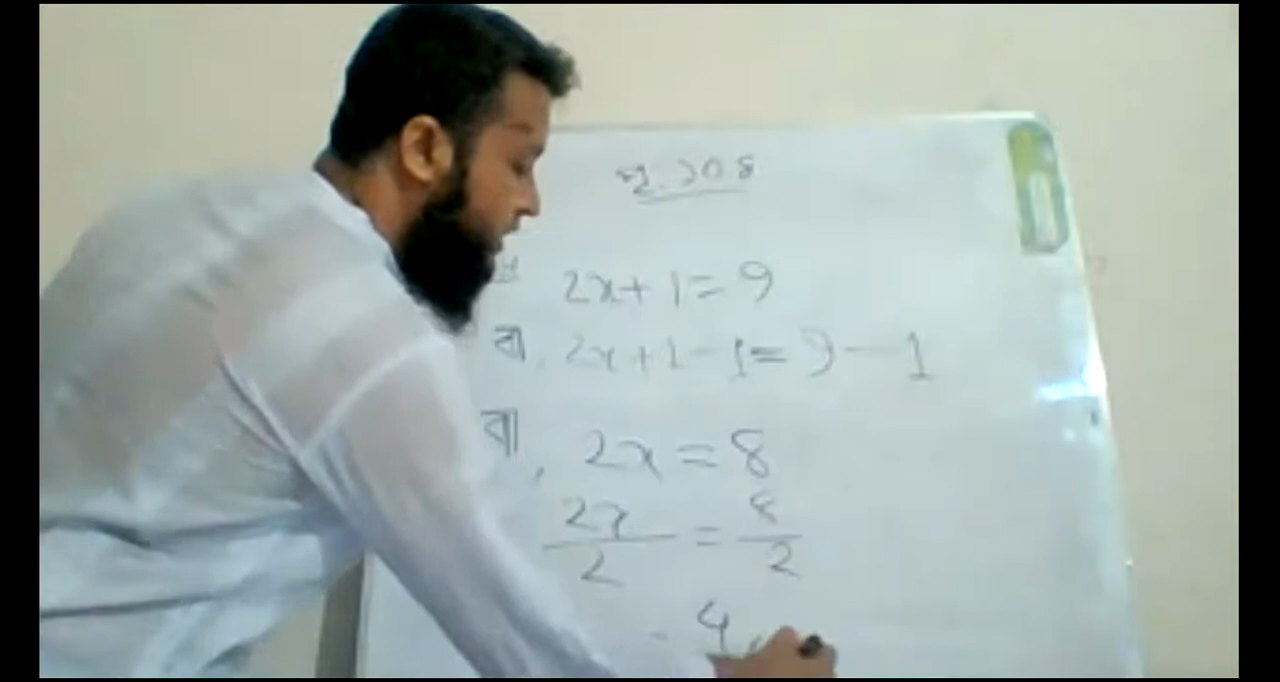 পৃ. ১০৪
2x + 1 = 9
বা, 2x + 1 - 1 = 9 - 1
বা, 2x = 8
2x/2 = 8/2
= 4